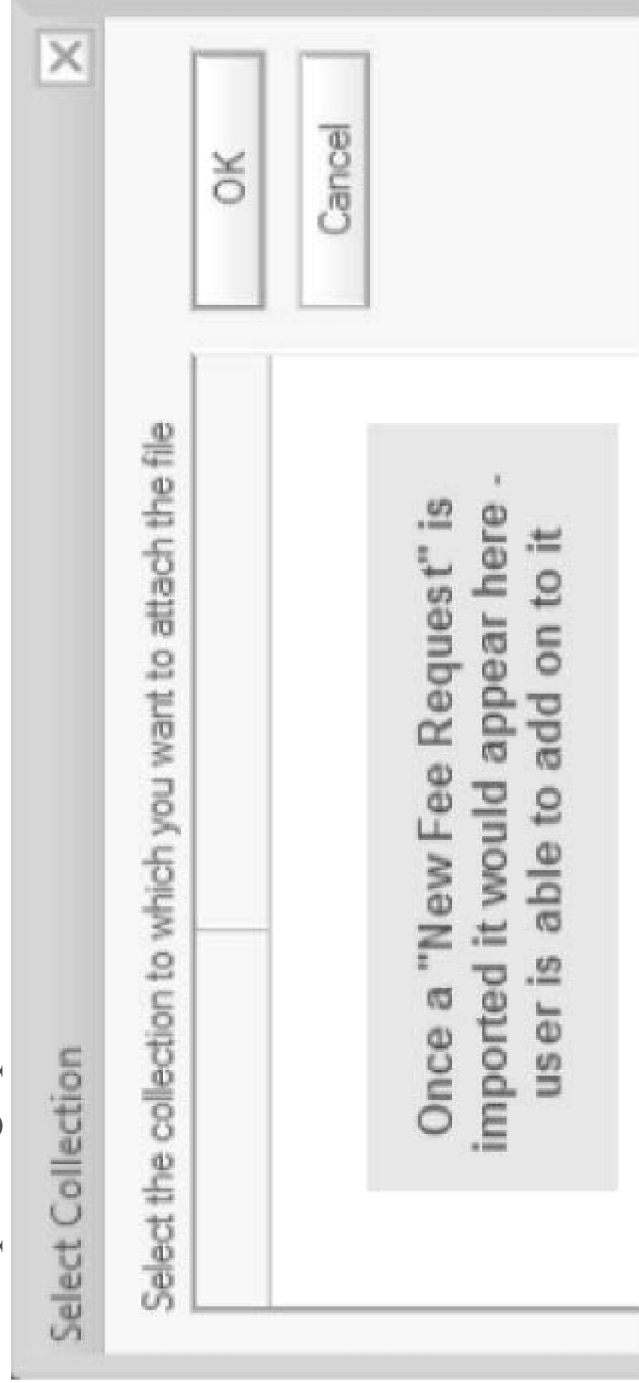 Select Collection
Select the collection to which you want to attach the file
OK
Cancel
Once a "New Fee Request" is
imported it would appear here -
user is able to add on to it